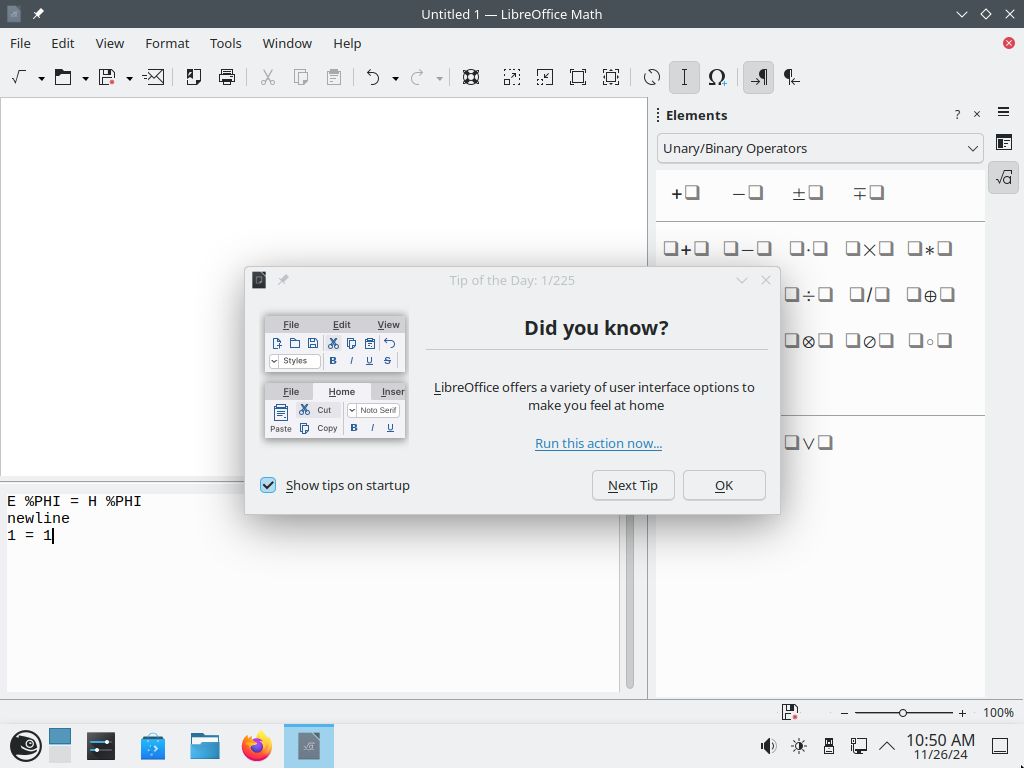 Untitled 1 — LibreOffice Math
File Edit View Format Tools Window Help
Elements
Unary/Binary Operators
Tip of the Day: 1/225
File Edit View
Styles B I U S
File Home Inser
Cut Noto Serif
Paste Copy B I U
Did you know?
LibreOffice offers a variety of user interface options to
make you feel at home
Run this action now...
Show tips on startup
Next Tip OK
E %PHI = H %PHI
newline
1 = 1
100%
10:50 AM
11/26/24